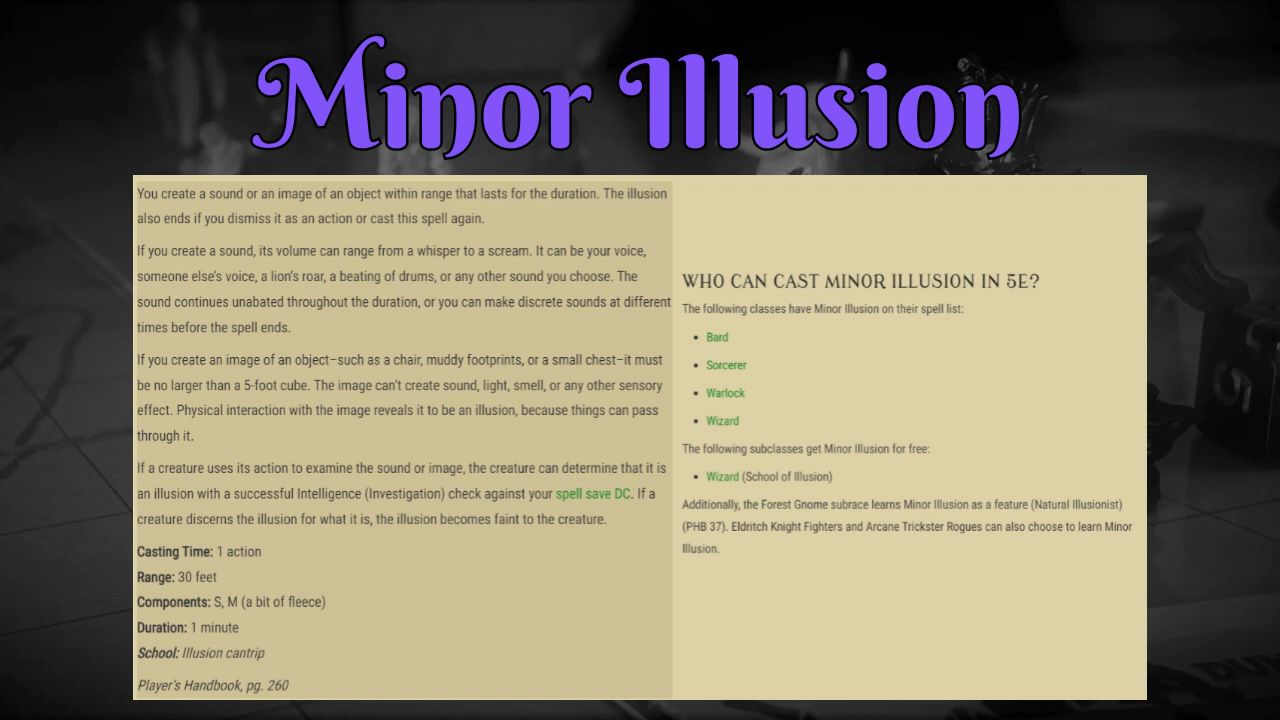 Minor Illusion
You create a sound or an image of an object within range that lasts for the duration. The illusion
also ends if you dismiss it as an action or cast this spell again.
If you create a sound, its volume can range from a whisper to a scream. It can be your voice,
someone else's voice, a lion's roar, a beating of drums, or any other sound you choose. The
sound continues unabated throughout the duration, or you can make discrete sounds at different
times before the spell ends.
If you create an image of an object–such as a chair, muddy footprints, or a small chest–it must
be no larger than a 5-foot cube. The image can't create sound, light, smell, or any other sensory
effect. Physical interaction with the image reveals it to be an illusion, because things can pass
through it.
If a creature uses its action to examine the sound or image, the creature can determine that it is
an illusion with a successful Intelligence (Investigation) check against your spell save DC. If a
creature discerns the illusion for what it is, the illusion becomes faint to the creature.
Casting Time: 1 action
Range: 30 feet
Components: S, M (a bit of fleece)
Duration: 1 minute
School: Illusion cantrip
Player's Handbook, pg. 260
WHO CAN CAST MINOR ILLUSION IN 5E?
The following classes have Minor Illusion on their spell list:
• Bard
• Sorcerer
• Warlock
• Wizard
The following subclasses get Minor Illusion for free:
• Wizard (School of Illusion)
Additionally, the Forest Gnome subrace learns Minor Illusion as a feature (Natural Illusionist)
(PHB 37). Eldritch Knight Fighters and Arcane Trickster Rogues can also choose to learn Minor
Illusion.